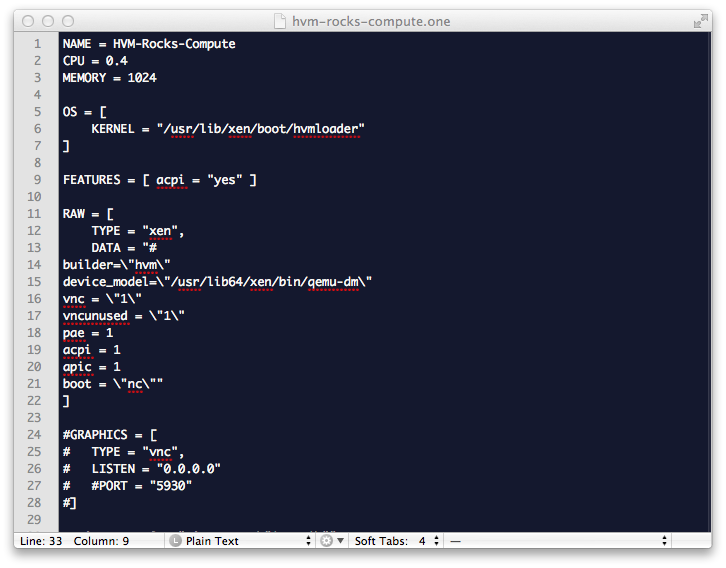 hvm-rocks-compute.one
1 NAME = HVM-Rocks-Compute
2 CPU = 0.4
3 MEMORY = 1024
4
5 OS = [
6     KERNEL = "/usr/lib/xen/boot/hvmloader"
7 ]
8
9 FEATURES = [ acpi = "yes" ]
10
11 RAW = [
12     TYPE = "xen",
13     DATA = "#
14 builder=\"hvm\"
15 device_model=\"/usr/lib64/xen/bin/qemu-dm\"
16 vnc = \"1\"
17 vncunused = \"1\"
18 pae = 1
19 acpi = 1
20 apic = 1
21 boot = \"nc\""
22 ]
23
24 #GRAPHICS = [
25 #   TYPE = "vnc",
26 #   LISTEN = "0.0.0.0"
27 #   #PORT = "5930"
28 #]
29
Line: 33 Column: 9 L Plain Text Soft Tabs: 4 —